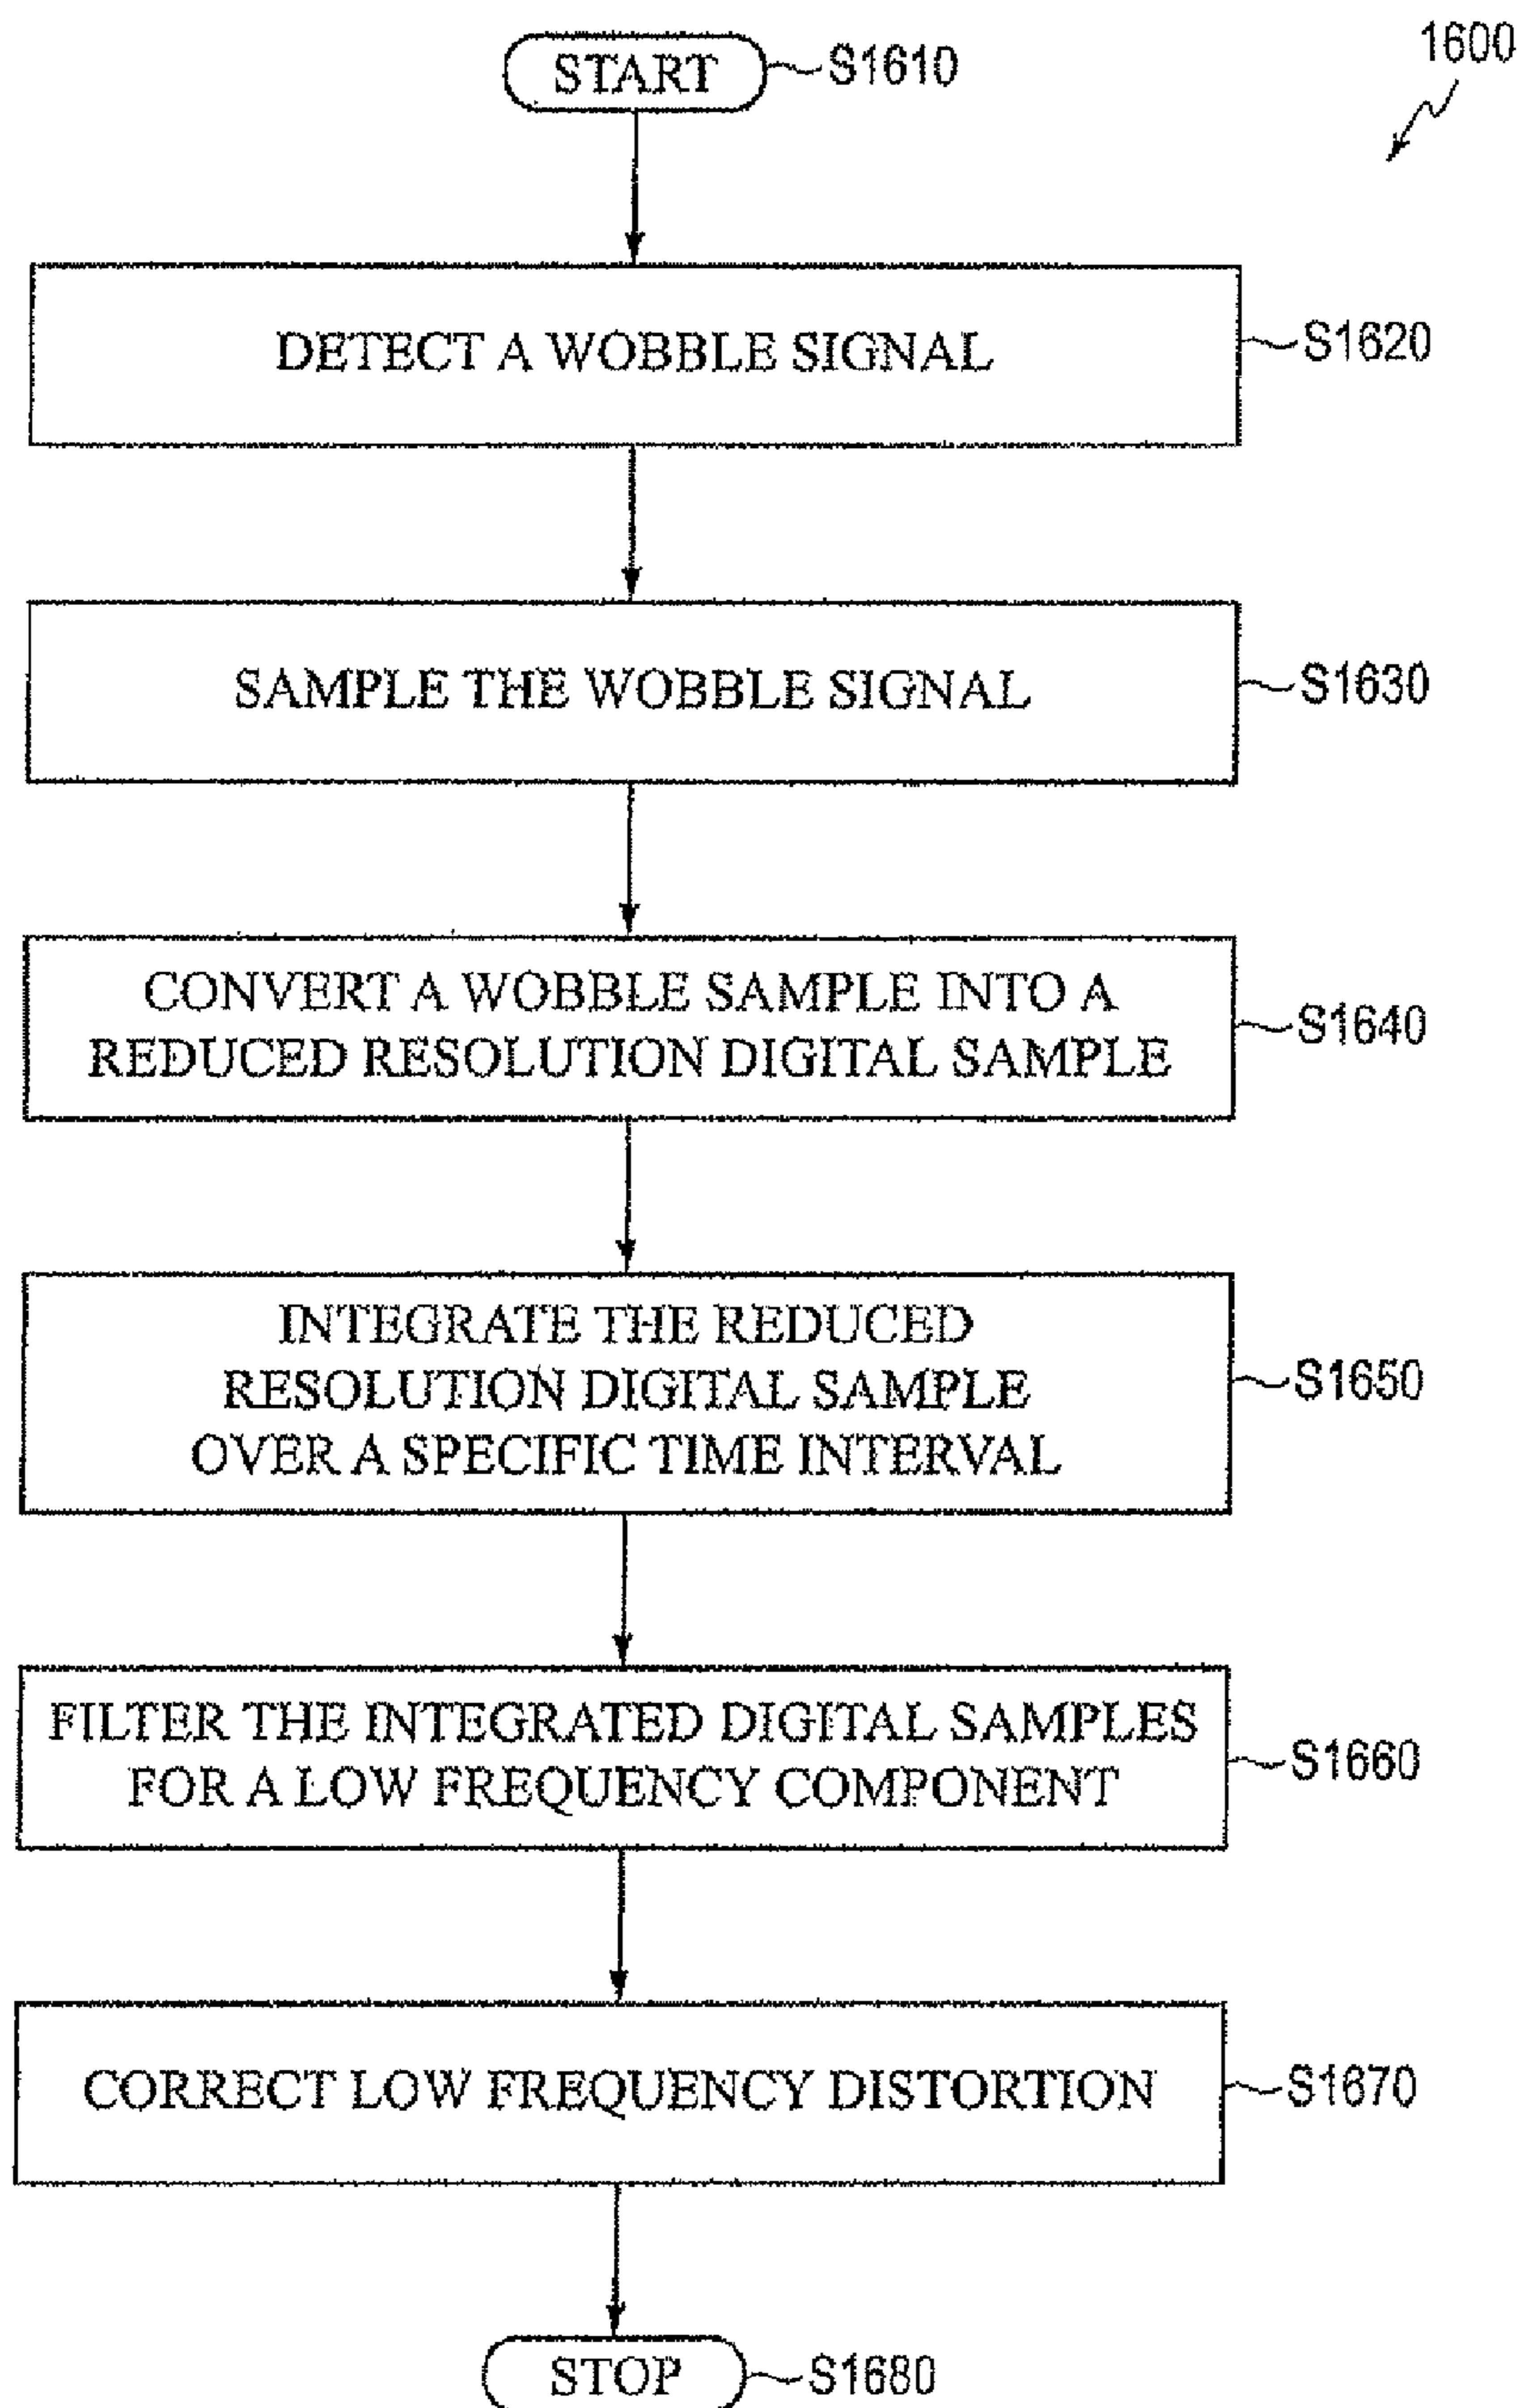 1600
START
S1610
DETECT A WOBBLE SIGNAL
S1620
SAMPLE THE WOBBLE SIGNAL
S1630
CONVERT A WOBBLE SAMPLE INTO A
REDUCED RESOLUTION DIGITAL SAMPLE
S1640
INTEGRATE THE REDUCED
RESOLUTION DIGITAL SAMPLE
OVER A SPECIFIC TIME INTERVAL
S1650
FILTER THE INTEGRATED DIGITAL SAMPLES
FOR A LOW FREQUENCY COMPONENT
S1660
CORRECT LOW FREQUENCY DISTORTION
S1670
STOP
S1680